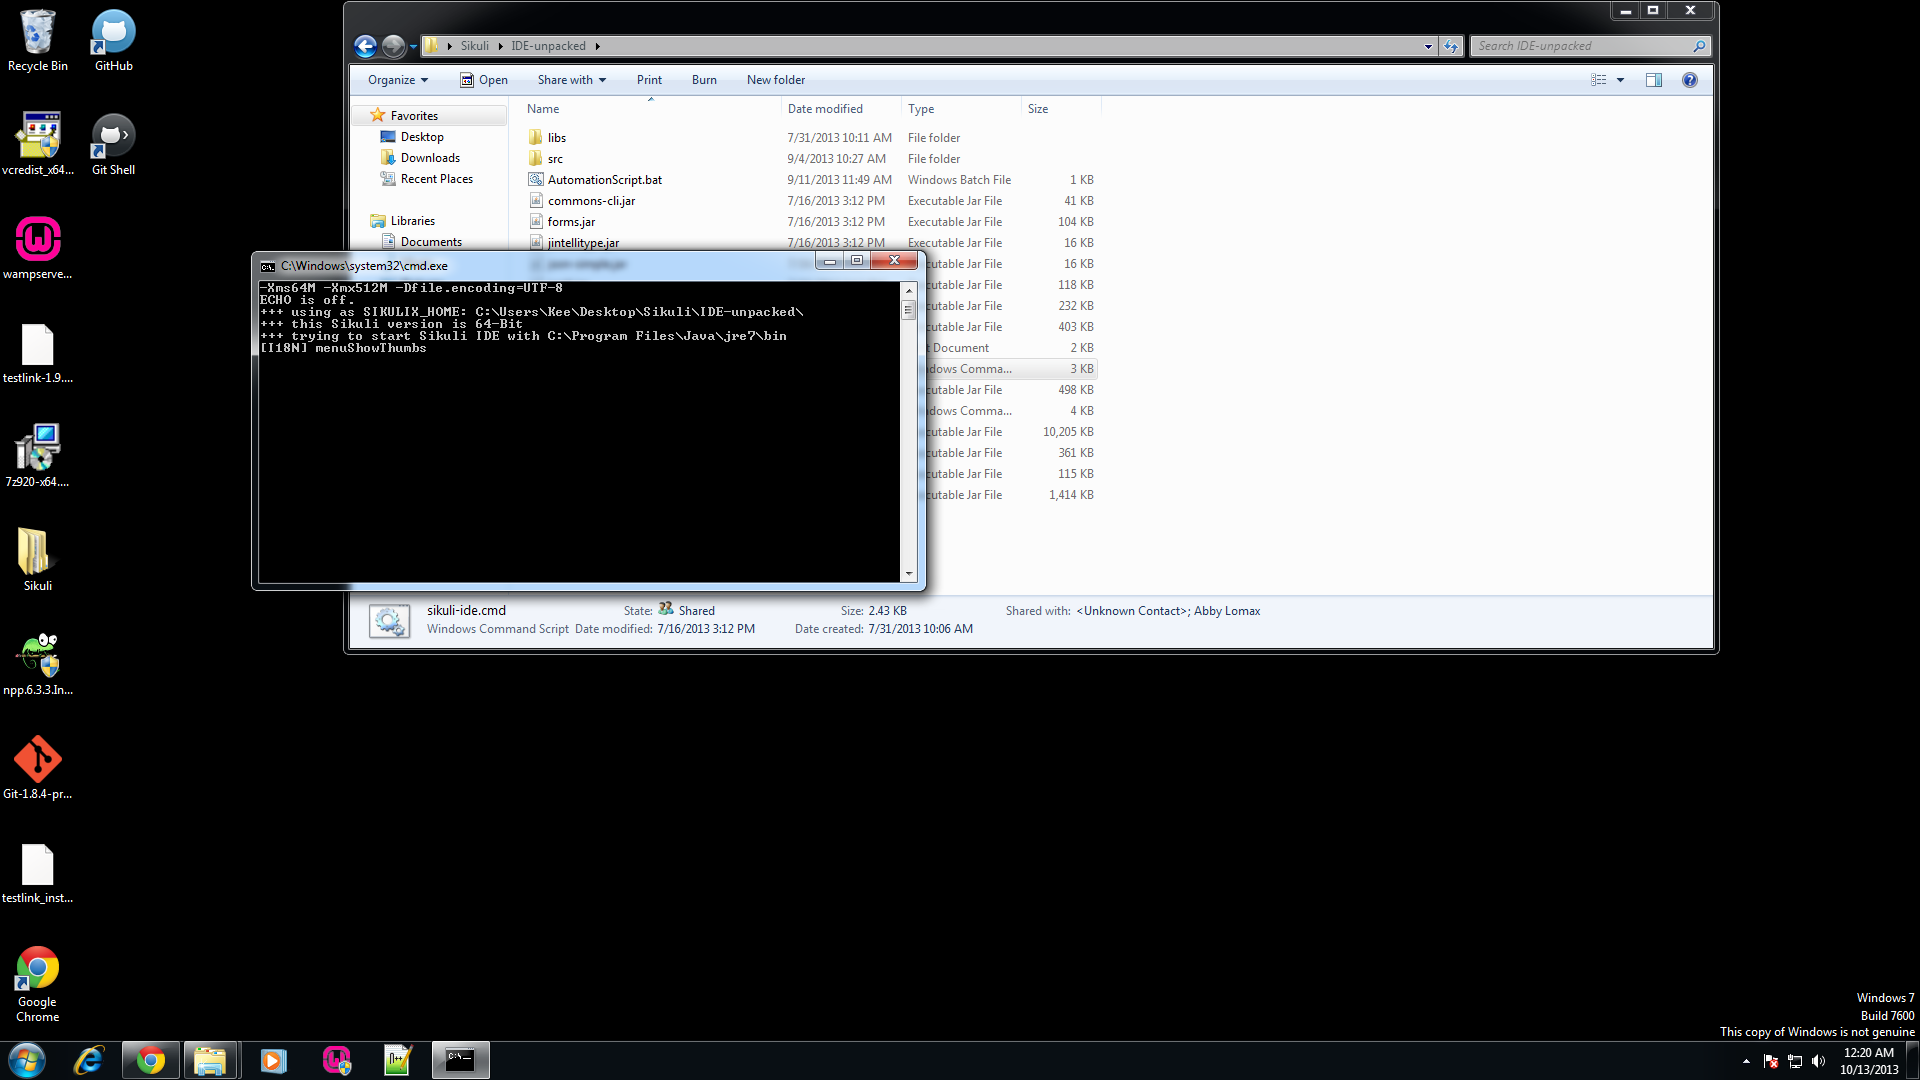 Recycle Bin
GitHub
vcredist_x64...
Git Shell
wampserve...
testlink-1.9....
7z920-x64....
Sikuli
npp.6.3.3.In...
Git-1.8.4-pr...
testlink_inst...
Google
Chrome
Sikuli IDE-unpacked
Search IDE-unpacked
Organize Open Share with Print Burn New folder
Name Date modified Type Size
Favorites
Desktop
Downloads
Recent Places
Libraries
Documents
libs 7/31/2013 10:11 AM File folder
src 9/4/2013 10:27 AM File folder
AutomationScript.bat 9/11/2013 11:49 AM Windows Batch File 1 KB
commons-cli.jar 7/16/2013 3:12 PM Executable Jar File 41 KB
forms.jar 7/16/2013 3:12 PM Executable Jar File 104 KB
jintellitype.jar 7/16/2013 3:12 PM Executable Jar File 16 KB
cutable Jar File 16 KB
cutable Jar File 118 KB
cutable Jar File 232 KB
cutable Jar File 403 KB
Document 2 KB
dows Comma... 3 KB
cutable Jar File 498 KB
dows Comma... 4 KB
cutable Jar File 10,205 KB
cutable Jar File 361 KB
cutable Jar File 115 KB
cutable Jar File 1,414 KB
C:\Windows\system32\cmd.exe
-Xms64M -Xmx512M -Dfile.encoding=UTF-8
ECHO is off.
+++ using as SIKULIX_HOME: C:\Users\Kee\Desktop\Sikuli\IDE-unpacked\
+++ this Sikuli version is 64-Bit
+++ trying to start Sikuli IDE with C:\Program Files\Java\jre7\bin
[I18N] menuShowThumbs
sikuli-ide.cmd State: Shared Size: 2.43 KB Shared with: <Unknown Contact>; Abby Lomax
Windows Command Script Date modified: 7/16/2013 3:12 PM Date created: 7/31/2013 10:06 AM
Windows 7
Build 7600
This copy of Windows is not genuine
12:20 AM
10/13/2013